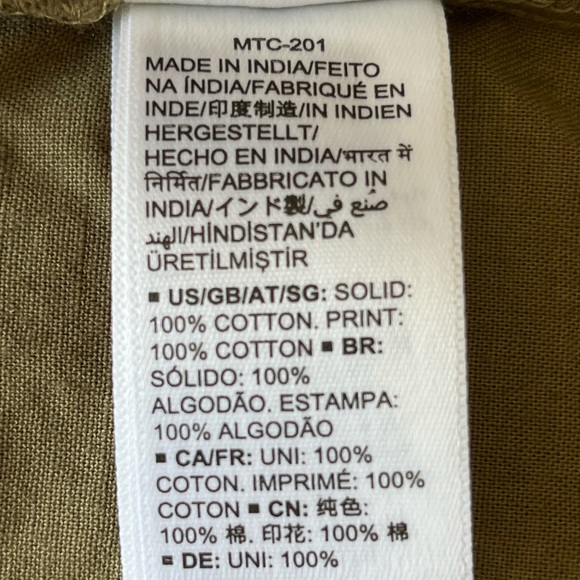 MTC-201
MADE IN INDIA/FEITO
NA ÍNDIA/FABRIQUÉ EN
INDE/印度制造/IN INDIEN
HERGESTELLT/
HECHO EN INDIA/भारत में
निर्मित/FABBRICATO IN
INDIA/インド製/صُنع في
الهند/HİNDİSTAN'DA
ÜRETİLMİŞTİR
▪ US/GB/AT/SG: SOLID:
100% COTTON. PRINT:
100% COTTON ▪ BR:
SÓLIDO: 100%
ALGODÃO. ESTAMPA:
100% ALGODÃO
▪ CA/FR: UNI: 100%
COTON. IMPRIMÉ: 100%
COTON ▪ CN: 纯色:
100% 棉. 印花: 100% 棉
▪ DE: UNI: 100%